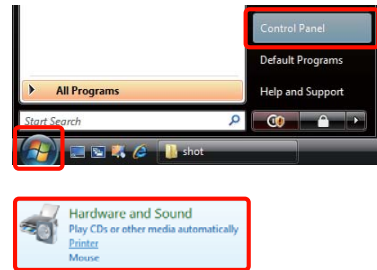 Control Panel
Default Programs
All Programs
Help and Support
Start Search
shot
Hardware and Sound
Play CDs or other media automatically
Printer
Mouse